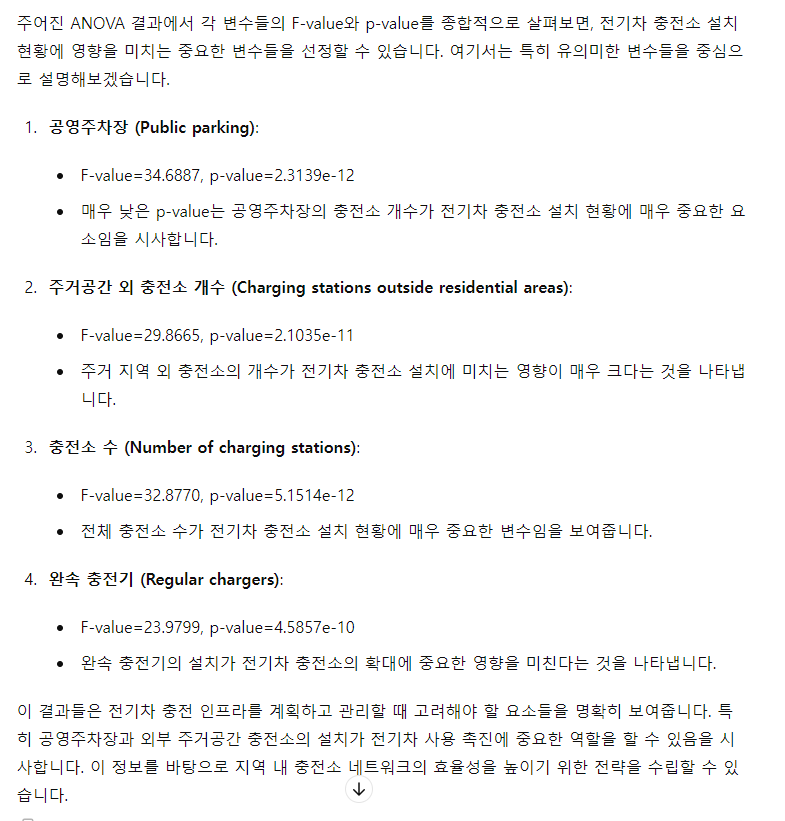 주어진 ANOVA 결과에서 각 변수들의 F-value와 p-value를 종합적으로 살펴보면, 전기차 충전소 설치
현황에 영향을 미치는 중요한 변수들을 선정할 수 있습니다. 여기서는 특히 유의미한 변수들을 중심으
로 설명해보겠습니다.
1. 공영주차장 (Public parking):
• F-value=34.6887, p-value=2.3139e-12
• 매우 낮은 p-value는 공영주차장의 충전소 개수가 전기차 충전소 설치 현황에 매우 중요한 요
소임을 시사합니다.
2. 주거공간 외 충전소 개수 (Charging stations outside residential areas):
• F-value=29.8665, p-value=2.1035e-11
• 주거 지역 외 충전소의 개수가 전기차 충전소 설치에 미치는 영향이 매우 크다는 것을 나타냅
니다.
3. 충전소 수 (Number of charging stations):
• F-value=32.8770, p-value=5.1514e-12
• 전체 충전소 수가 전기차 충전소 설치 현황에 매우 중요한 변수임을 보여줍니다.
4. 완속 충전기 (Regular chargers):
• F-value=23.9799, p-value=4.5857e-10
• 완속 충전기의 설치가 전기차 충전소의 확대에 중요한 영향을 미친다는 것을 나타냅니다.
이 결과들은 전기차 충전 인프라를 계획하고 관리할 때 고려해야 할 요소들을 명확히 보여줍니다. 특
히 공영주차장과 외부 주거공간 충전소의 설치가 전기차 사용 촉진에 중요한 역할을 할 수 있음을 시
사합니다. 이 정보를 바탕으로 지역 내 충전소 네트워크의 효율성을 높이기 위한 전략을 수립할 수 있
습니다.